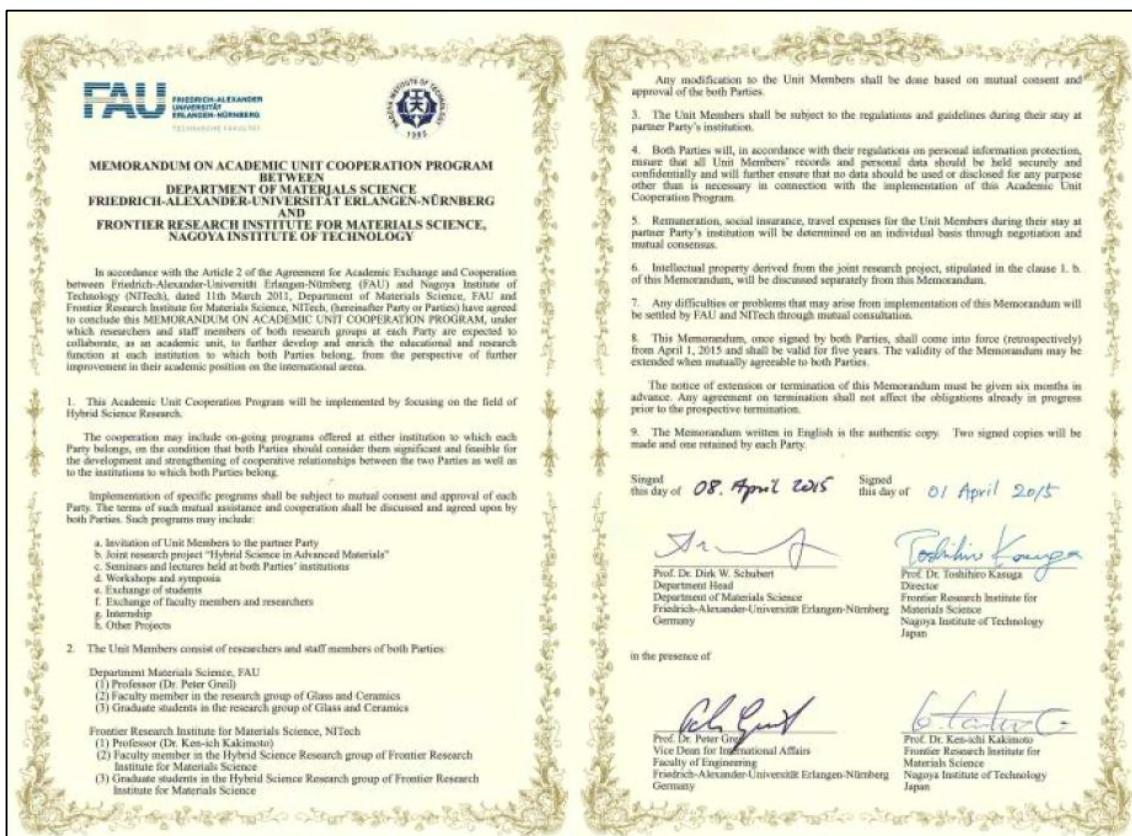 FAU
FRIEDRICH-ALEXANDER
UNIVERSITÄT
ERLANGEN-NÜRNBERG
TECHNISCHE FAKULTÄT
NAGOYA INSTITUTE OF TECHNOLOGY
1905
MEMORANDUM ON ACADEMIC UNIT COOPERATION PROGRAM
BETWEEN
DEPARTMENT OF MATERIALS SCIENCE
FRIEDRICH-ALEXANDER-UNIVERSITÄT ERLANGEN-NÜRNBERG
AND
FRONTIER RESEARCH INSTITUTE FOR MATERIALS SCIENCE,
NAGOYA INSTITUTE OF TECHNOLOGY
In accordance with the Article 2 of the Agreement for Academic Exchange and Cooperation
between Friedrich-Alexander-Universität Erlangen-Nürnberg (FAU) and Nagoya Institute of
Technology (NITech), dated 11th March 2011, Department of Materials Science, FAU and
Frontier Research Institute for Materials Science, NITech, (hereinafter Party or Parties) have agreed
to conclude this MEMORANDUM ON ACADEMIC UNIT COOPERATION PROGRAM, under
which researchers and staff members of both research groups at each Party are expected to
collaborate, as an academic unit, to further develop and enrich the educational and research
function at each institution to which both Parties belong, from the perspective of further
improvement in their academic position on the international arena.
1. This Academic Unit Cooperation Program will be implemented by focusing on the field of
Hybrid Science Research.
The cooperation may include on-going programs offered at either institution to which each
Party belongs, on the condition that both Parties should consider them significant and feasible for
the development and strengthening of cooperative relationships between the two Parties as well as
to the institutions to which both Parties belong.
Implementation of specific programs shall be subject to mutual consent and approval of each
Party. The terms of such mutual assistance and cooperation shall be discussed and agreed upon by
both Parties. Such programs may include:
a. Invitation of Unit Members to the partner Party
b. Joint research project "Hybrid Science in Advanced Materials"
c. Seminars and lectures held at both Parties' institutions
d. Workshops and symposia
e. Exchange of students
f. Exchange of faculty members and researchers
g. Internship
h. Other Projects
2. The Unit Members consist of researchers and staff members of both Parties:
Department Materials Science, FAU
(1) Professor (Dr. Peter Greil)
(2) Faculty member in the research group of Glass and Ceramics
(3) Graduate students in the research group of Glass and Ceramics
Frontier Research Institute for Materials Science, NITech
(1) Professor (Dr. Ken-ich Kakimoto)
(2) Faculty member in the Hybrid Science Research group of Frontier Research
Institute for Materials Science
(3) Graduate students in the Hybrid Science Research group of Frontier Research
Institute for Materials Science
Any modification to the Unit Members shall be done based on mutual consent and
approval of the both Parties.
3. The Unit Members shall be subject to the regulations and guidelines during their stay at
partner Party's institution.
4. Both Parties will, in accordance with their regulations on personal information protection,
ensure that all Unit Members' records and personal data should be held securely and
confidentially and will further ensure that no data should be used or disclosed for any purpose
other than is necessary in connection with the implementation of this Academic Unit
Cooperation Program.
5. Remuneration, social insurance, travel expenses for the Unit Members during their stay at
partner Party's institution will be determined on an individual basis through negotiation and
mutual consensus.
6. Intellectual property derived from the joint research project, stipulated in the clause 1. b.
of this Memorandum, will be discussed separately from this Memorandum.
7. Any difficulties or problems that may arise from implementation of this Memorandum will
be settled by FAU and NITech through mutual consultation.
8. This Memorandum, once signed by both Parties, shall come into force (retrospectively)
from April 1, 2015 and shall be valid for five years. The validity of the Memorandum may be
extended when mutually agreeable to both Parties.
The notice of extension or termination of this Memorandum must be given six months in
advance. Any agreement on termination shall not affect the obligations already in progress
prior to the prospective termination.
9. The Memorandum written in English is the authentic copy. Two signed copies will be
made and one retained by each Party.
Singed
this day of 08. April 2015
Signed
this day of 01 April 2015
Toshihiro Kasuga
Prof. Dr. Dirk W. Schubert
Department Head
Department of Materials Science
Friedrich-Alexander-Universität Erlangen-Nürnberg
Germany
Prof. Dr. Toshihiro Kasuga
Director
Frontier Research Institute for
Materials Science
Nagoya Institute of Technology
Japan
in the presence of
Prof. Dr. Peter Greil
Vice Dean for International Affairs
Faculty of Engineering
Friedrich-Alexander-Universität Erlangen-Nürnberg
Germany
Prof. Dr. Ken-ichi Kakimoto
Frontier Research Institute for
Materials Science
Nagoya Institute of Technology
Japan